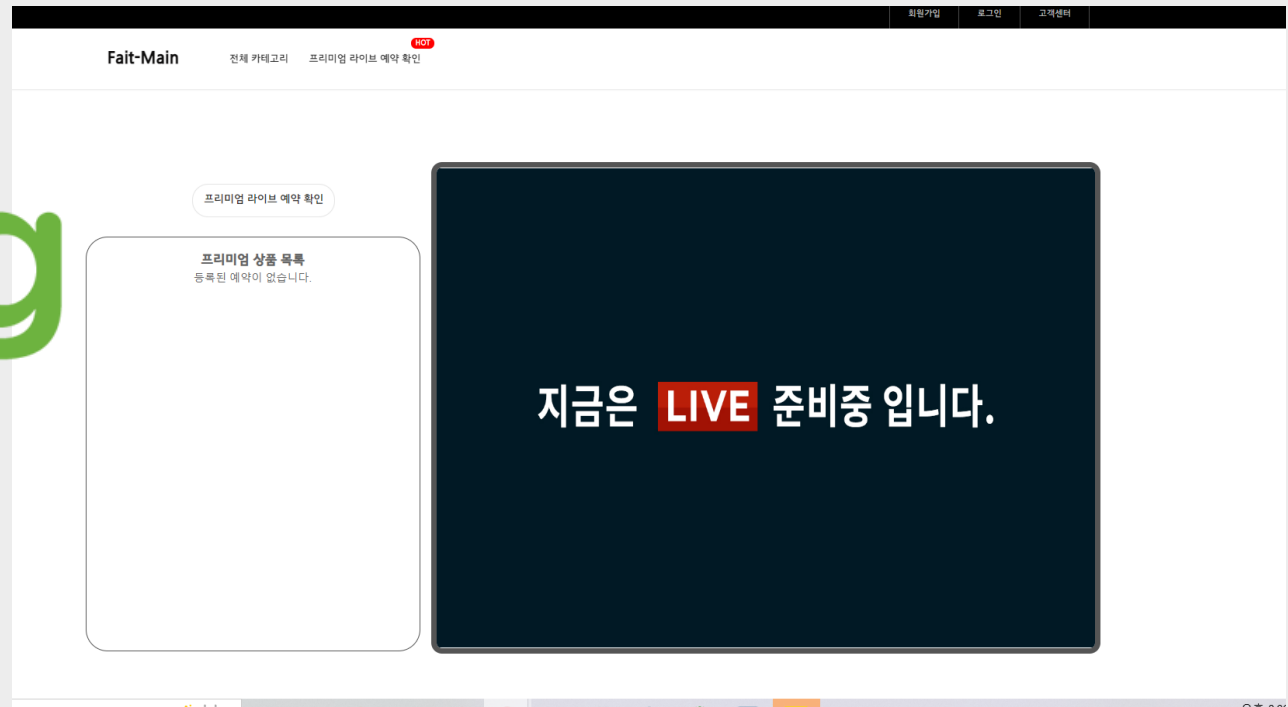 회원가입 로그인 고객센터
HOT
Fait-Main 전체 카테고리 프리미엄 라이브 예약 확인
프리미엄 라이브 예약 확인
g
프리미엄 상품 목록
등록된 예약이 없습니다.
지금은 LIVE 준비중 입니다.